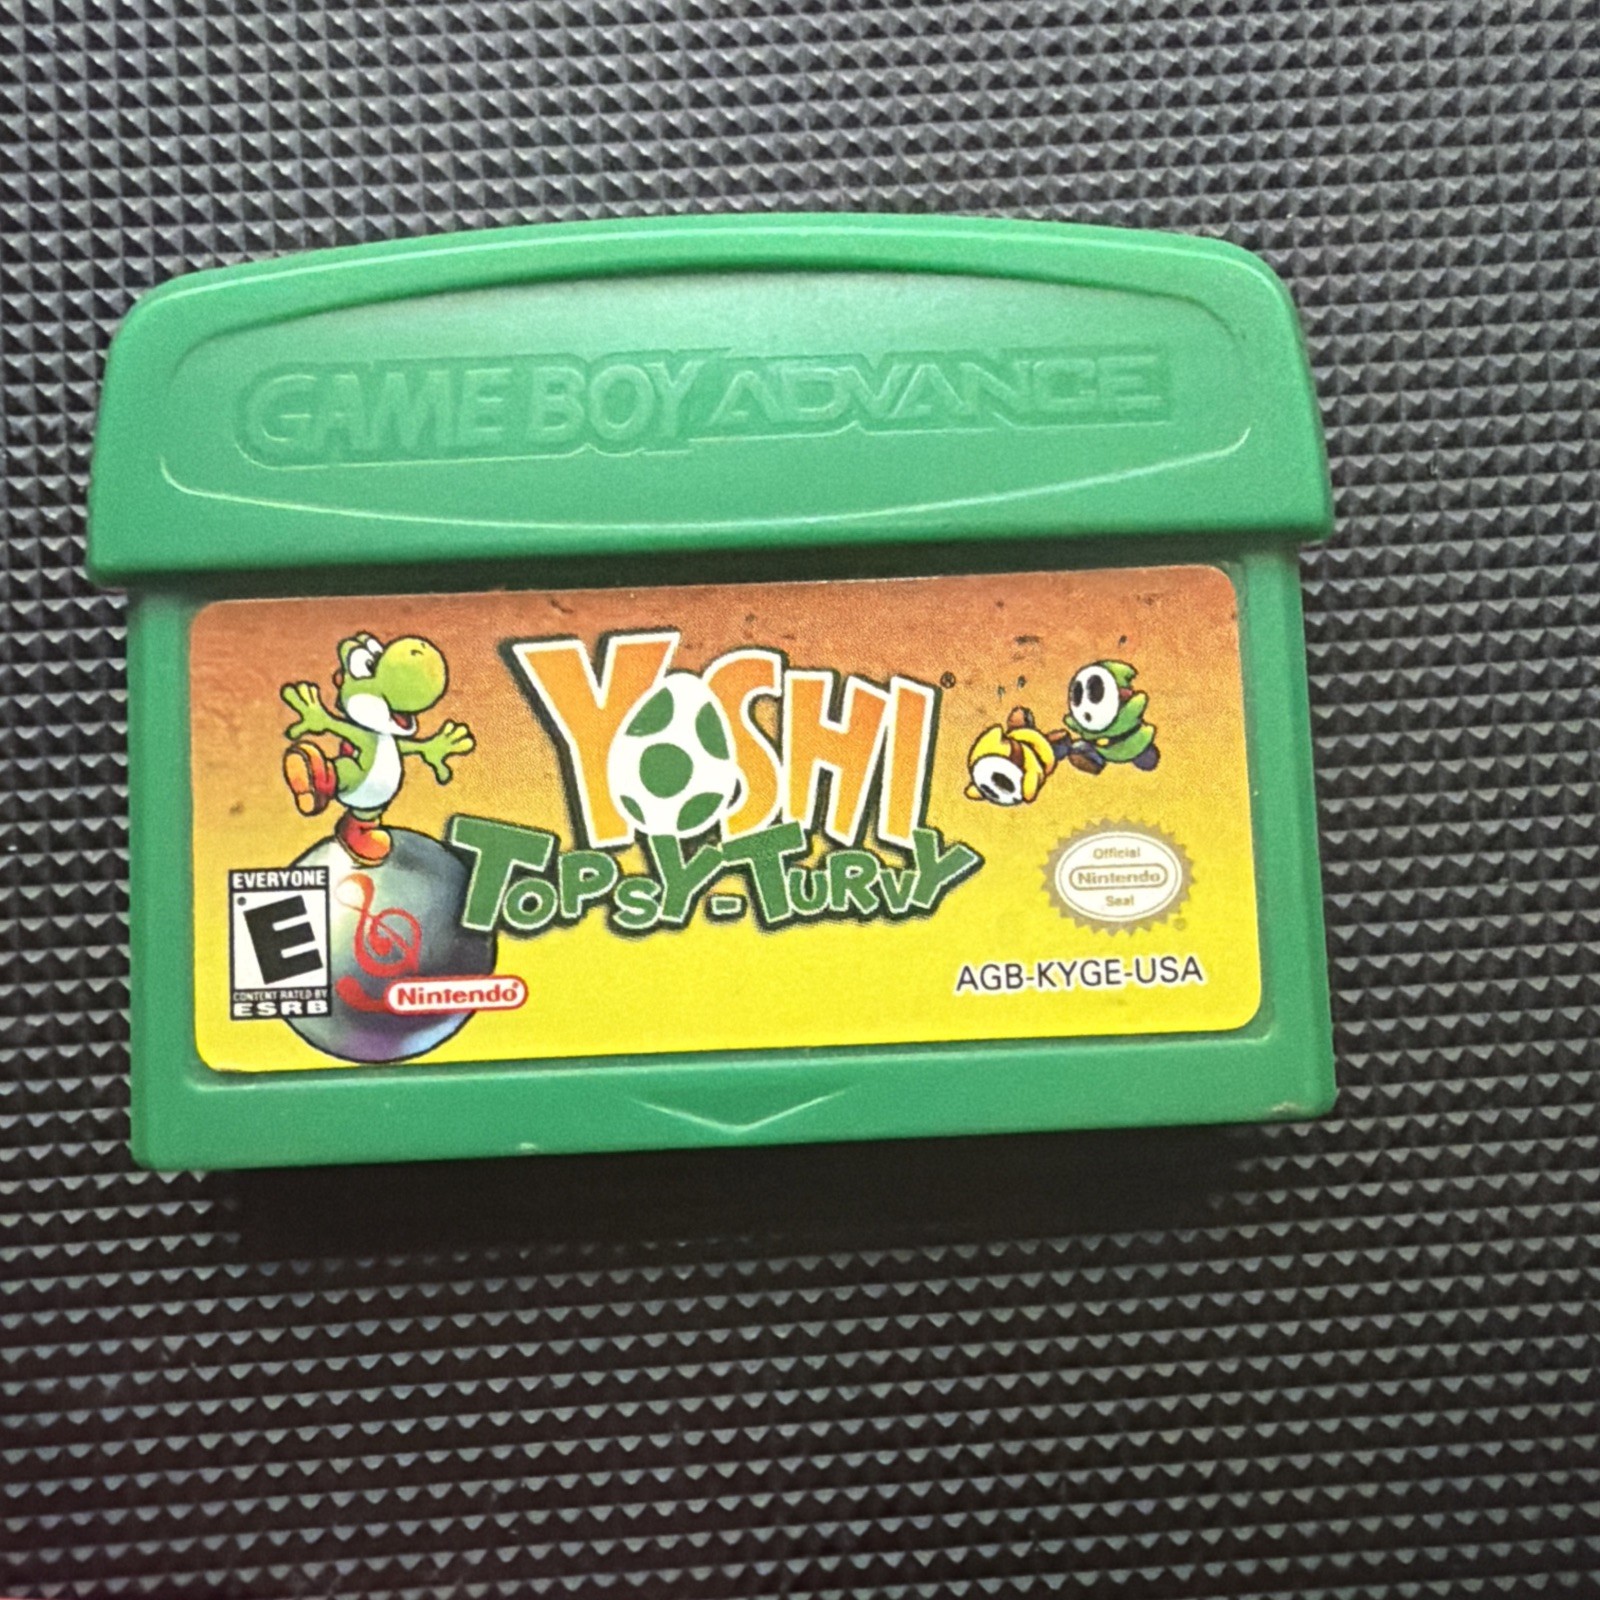 GAME BOY ADVANCE
YOSHI®
TOPSY-TURVY
EVERYONE
E
CONTENT RATED BY
ESRB
Nintendo®
Official
Nintendo
Seal
AGB-KYGE-USA